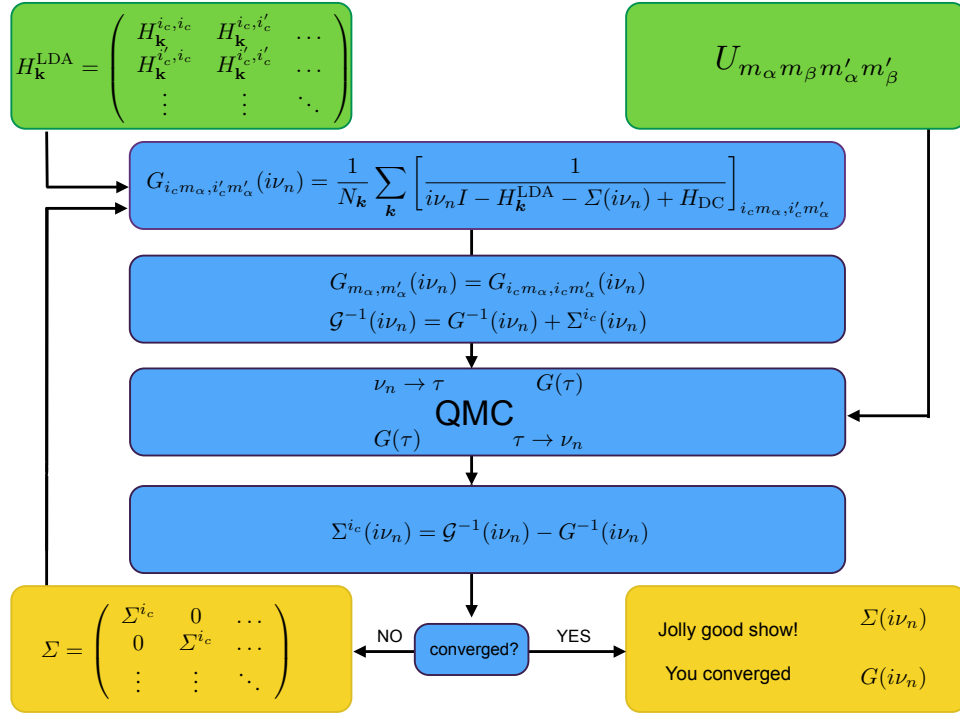 H_𝐤^LDA = ( H_𝐤^{i_c,i_c} H_𝐤^{i_c,i'_c} …
H_𝐤^{i'_c,i_c} H_𝐤^{i'_c,i'_c} …
⋮ ⋮ ⋱ )
U_{m_α m_β m'_α m'_β}
G_{i_c m_α, i'_c m'_α}(iν_n) = 1/N_𝒌 ∑_𝒌 [ 1/(iν_n I − H_𝒌^LDA − Σ(iν_n) + H_DC) ]_{i_c m_α, i'_c m'_α}
G_{m_α, m'_α}(iν_n) = G_{i_c m_α, i_c m'_α}(iν_n)
𝒢^{-1}(iν_n) = G^{-1}(iν_n) + Σ^{i_c}(iν_n)
ν_n → τ G(τ)
QMC
G(τ) τ → ν_n
Σ^{i_c}(iν_n) = 𝒢^{-1}(iν_n) − G^{-1}(iν_n)
Σ = ( Σ^{i_c} 0 …
0 Σ^{i_c} …
⋮ ⋮ ⋱ )
NO
converged?
YES
Jolly good show! Σ(iν_n)
You converged G(iν_n)